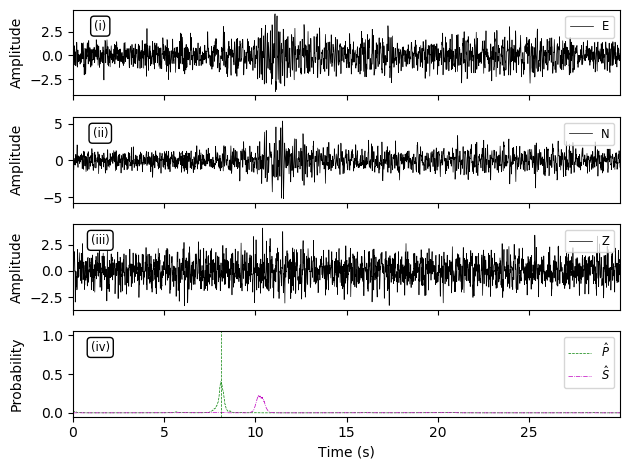 (i)
E
Amplitude
2.5
0.0
−2.5
(ii)
N
Amplitude
5
0
−5
(iii)
Z
Amplitude
2.5
0.0
−2.5
(iv)
P̂
Ŝ
Probability
1.0
0.5
0.0
0 5 10 15 20 25
Time (s)